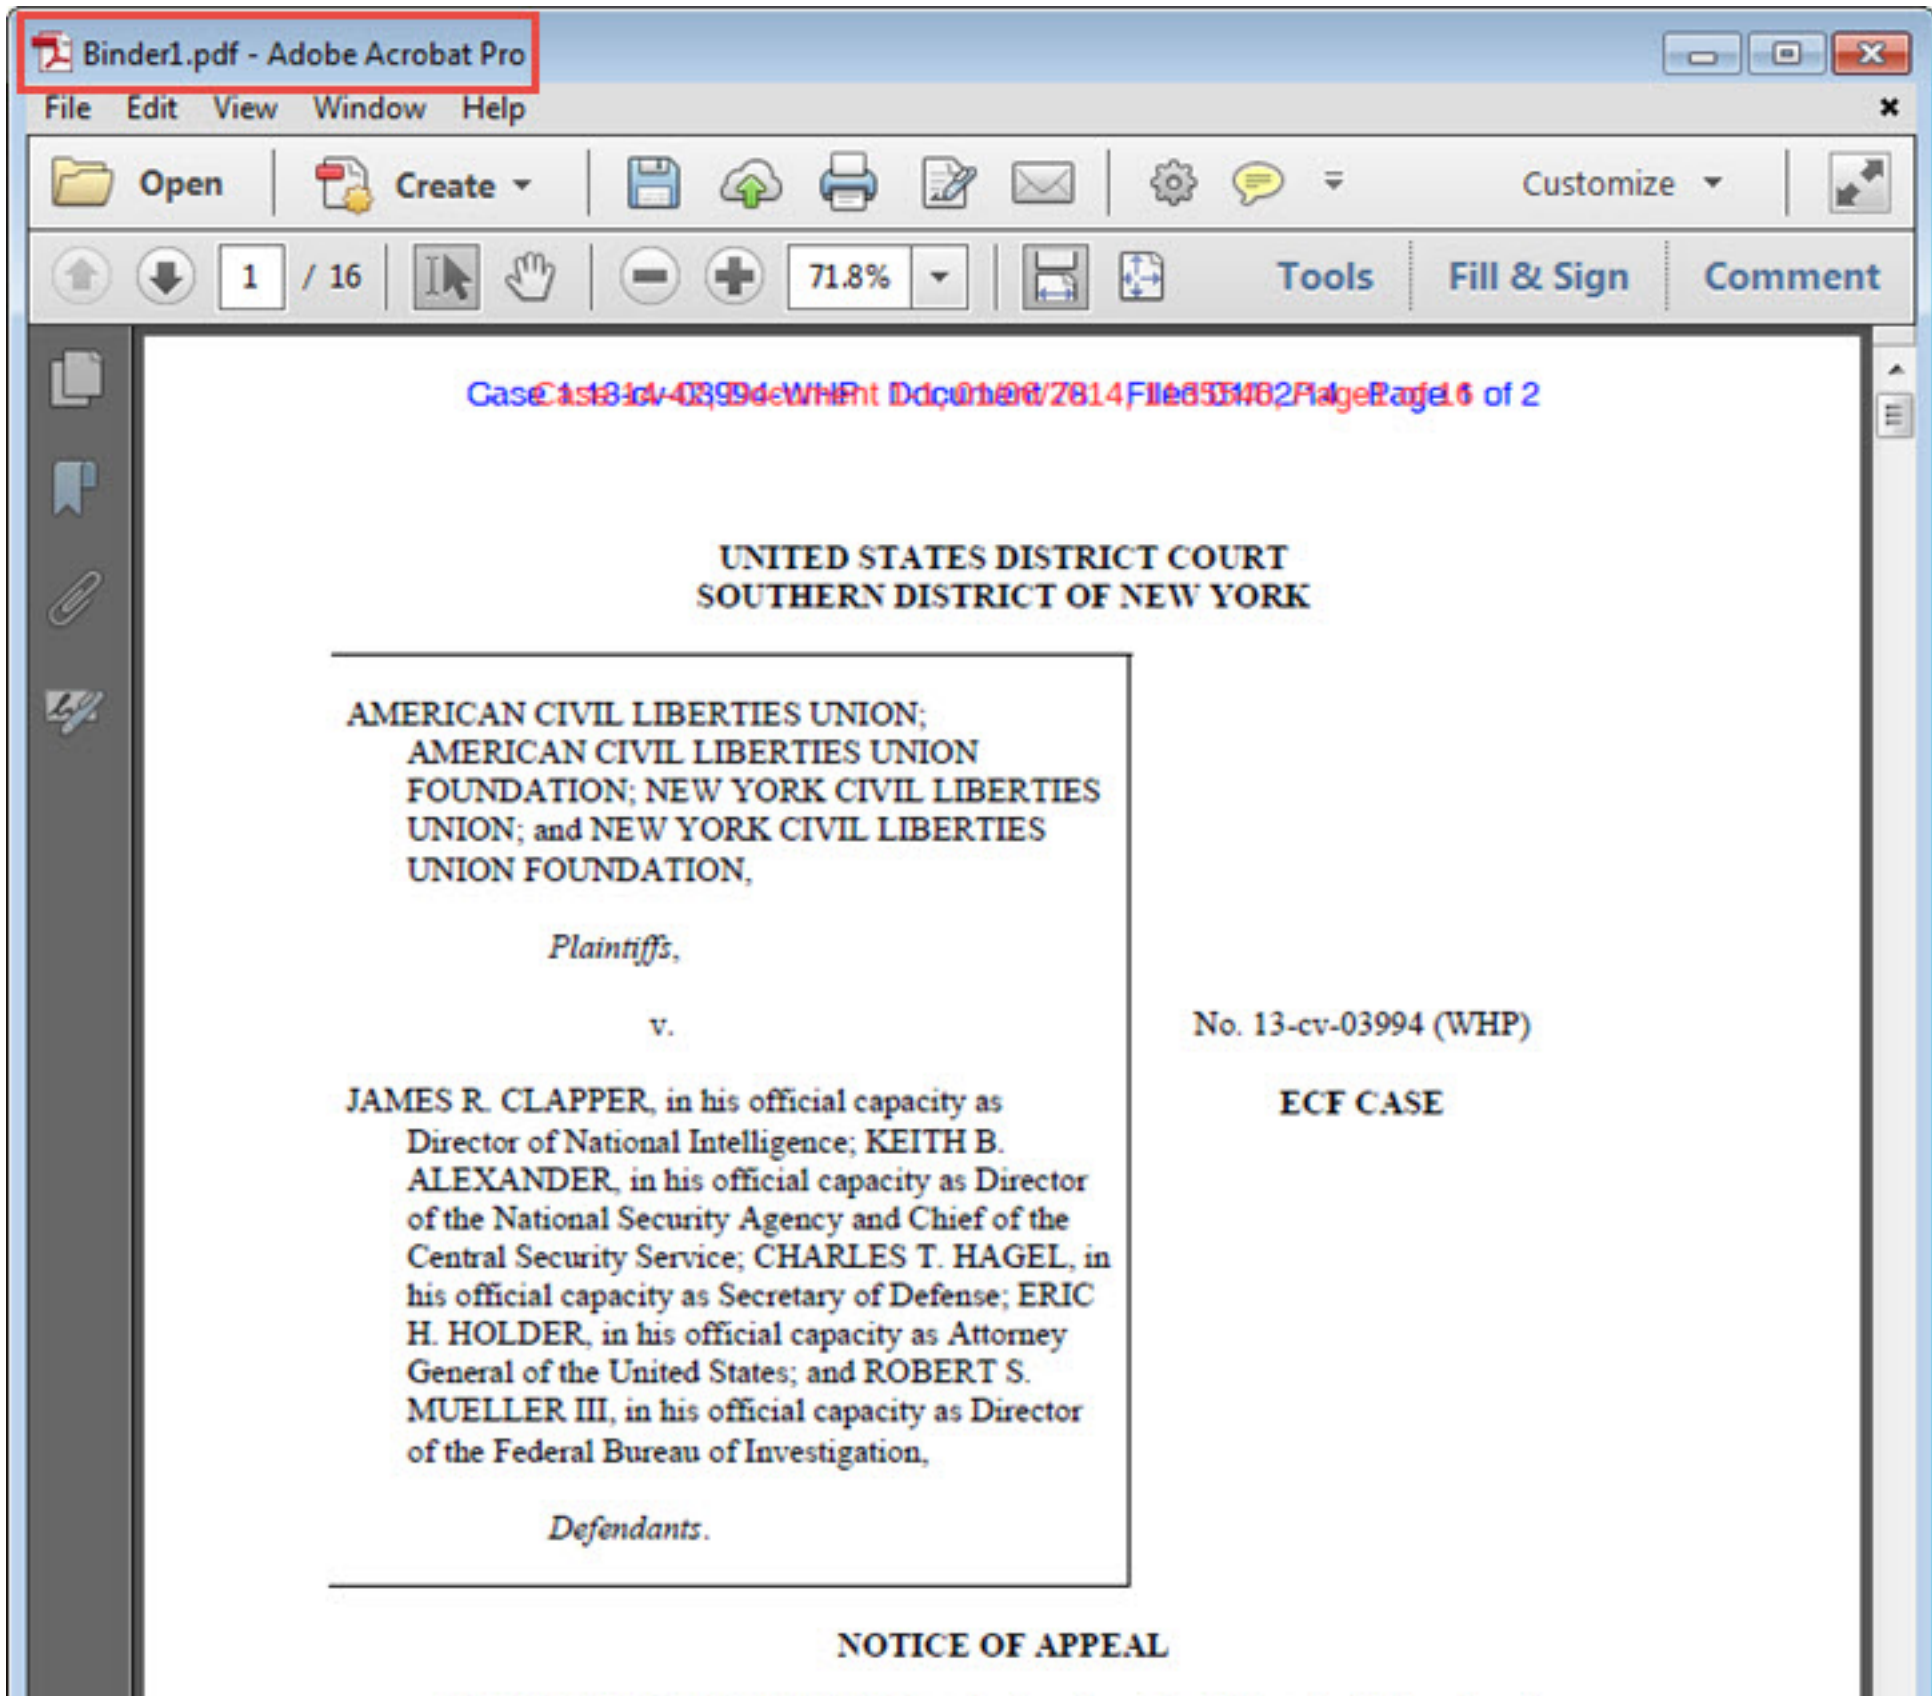 Binder1.pdf - Adobe Acrobat Pro
File Edit View Window Help
Open Create Customize
1 / 16 71.8% Tools Fill & Sign Comment
UNITED STATES DISTRICT COURT
SOUTHERN DISTRICT OF NEW YORK
AMERICAN CIVIL LIBERTIES UNION;
AMERICAN CIVIL LIBERTIES UNION
FOUNDATION; NEW YORK CIVIL LIBERTIES
UNION; and NEW YORK CIVIL LIBERTIES
UNION FOUNDATION,
Plaintiffs,
v.
No. 13-cv-03994 (WHP)
JAMES R. CLAPPER, in his official capacity as
ECF CASE
Director of National Intelligence; KEITH B.
ALEXANDER, in his official capacity as Director
of the National Security Agency and Chief of the
Central Security Service; CHARLES T. HAGEL, in
his official capacity as Secretary of Defense; ERIC
H. HOLDER, in his official capacity as Attorney
General of the United States; and ROBERT S.
MUELLER III, in his official capacity as Director
of the Federal Bureau of Investigation,
Defendants.
NOTICE OF APPEAL